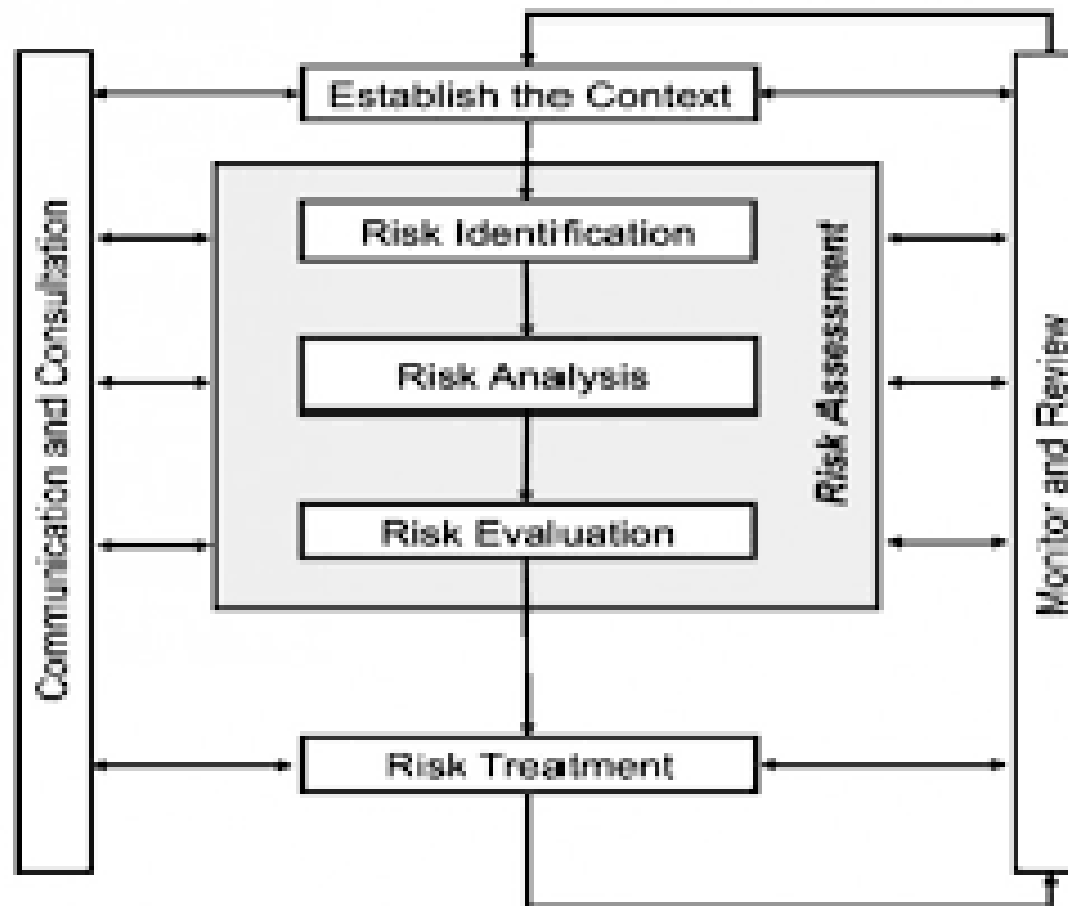 Establish the Context
Communication and Consultation
Risk Identification
Risk Analysis
Risk Evaluation
Risk Assessment
Monitor and Review
Risk Treatment